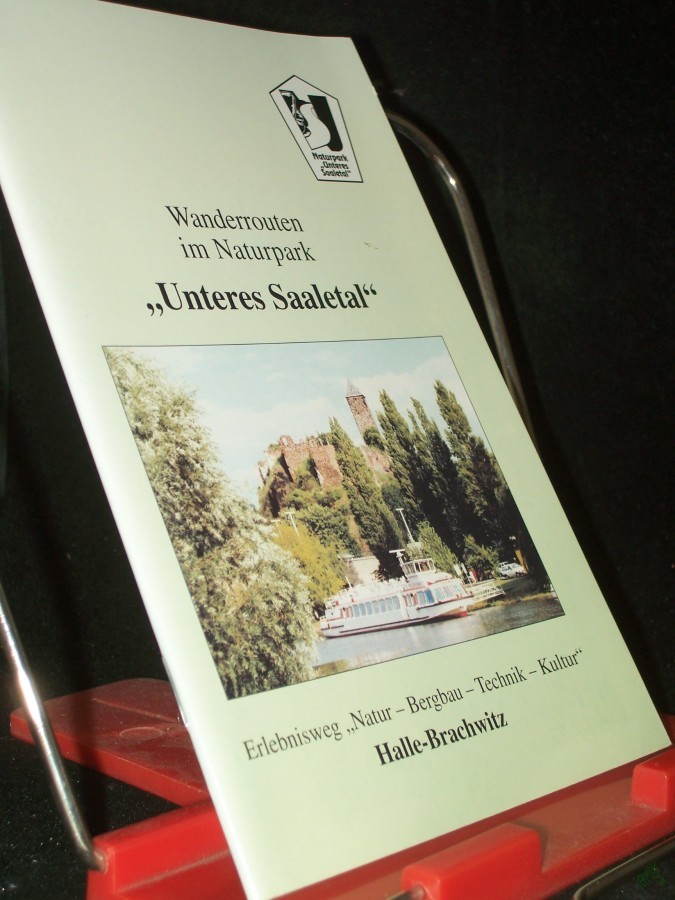 Naturpark
„Unteres
Saaletal“
Wanderrouten
im Naturpark
„Unteres Saaletal“
Erlebnisweg „Natur – Bergbau – Technik – Kultur“
Halle-Brachwitz